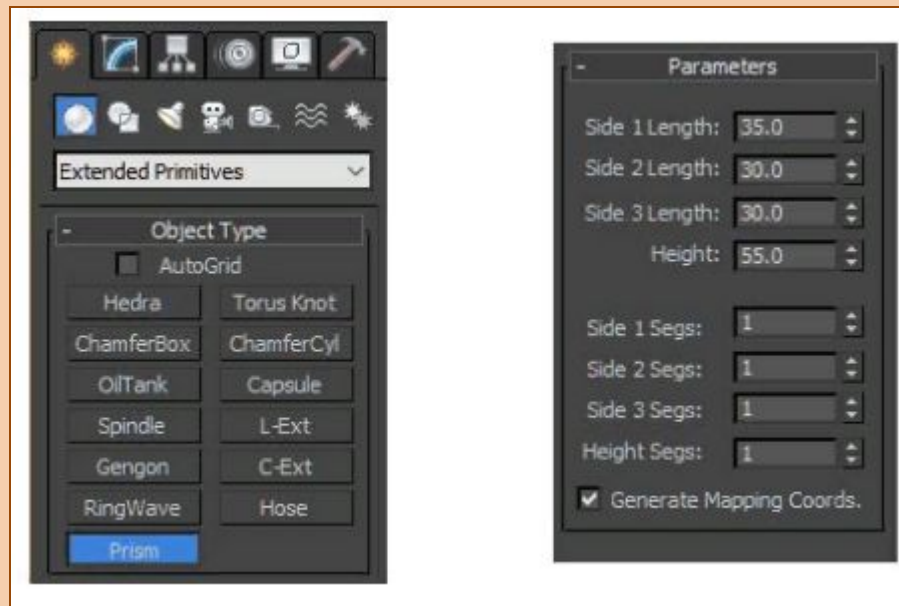 Extended Primitives
- Object Type
AutoGrid
Hedra Torus Knot
ChamferBox ChamferCyl
OilTank Capsule
Spindle L-Ext
Gengon C-Ext
RingWave Hose
Prism
- Parameters
Side 1 Length: 35.0
Side 2 Length: 30.0
Side 3 Length: 30.0
Height: 55.0
Side 1 Segs: 1
Side 2 Segs: 1
Side 3 Segs: 1
Height Segs: 1
Generate Mapping Coords.